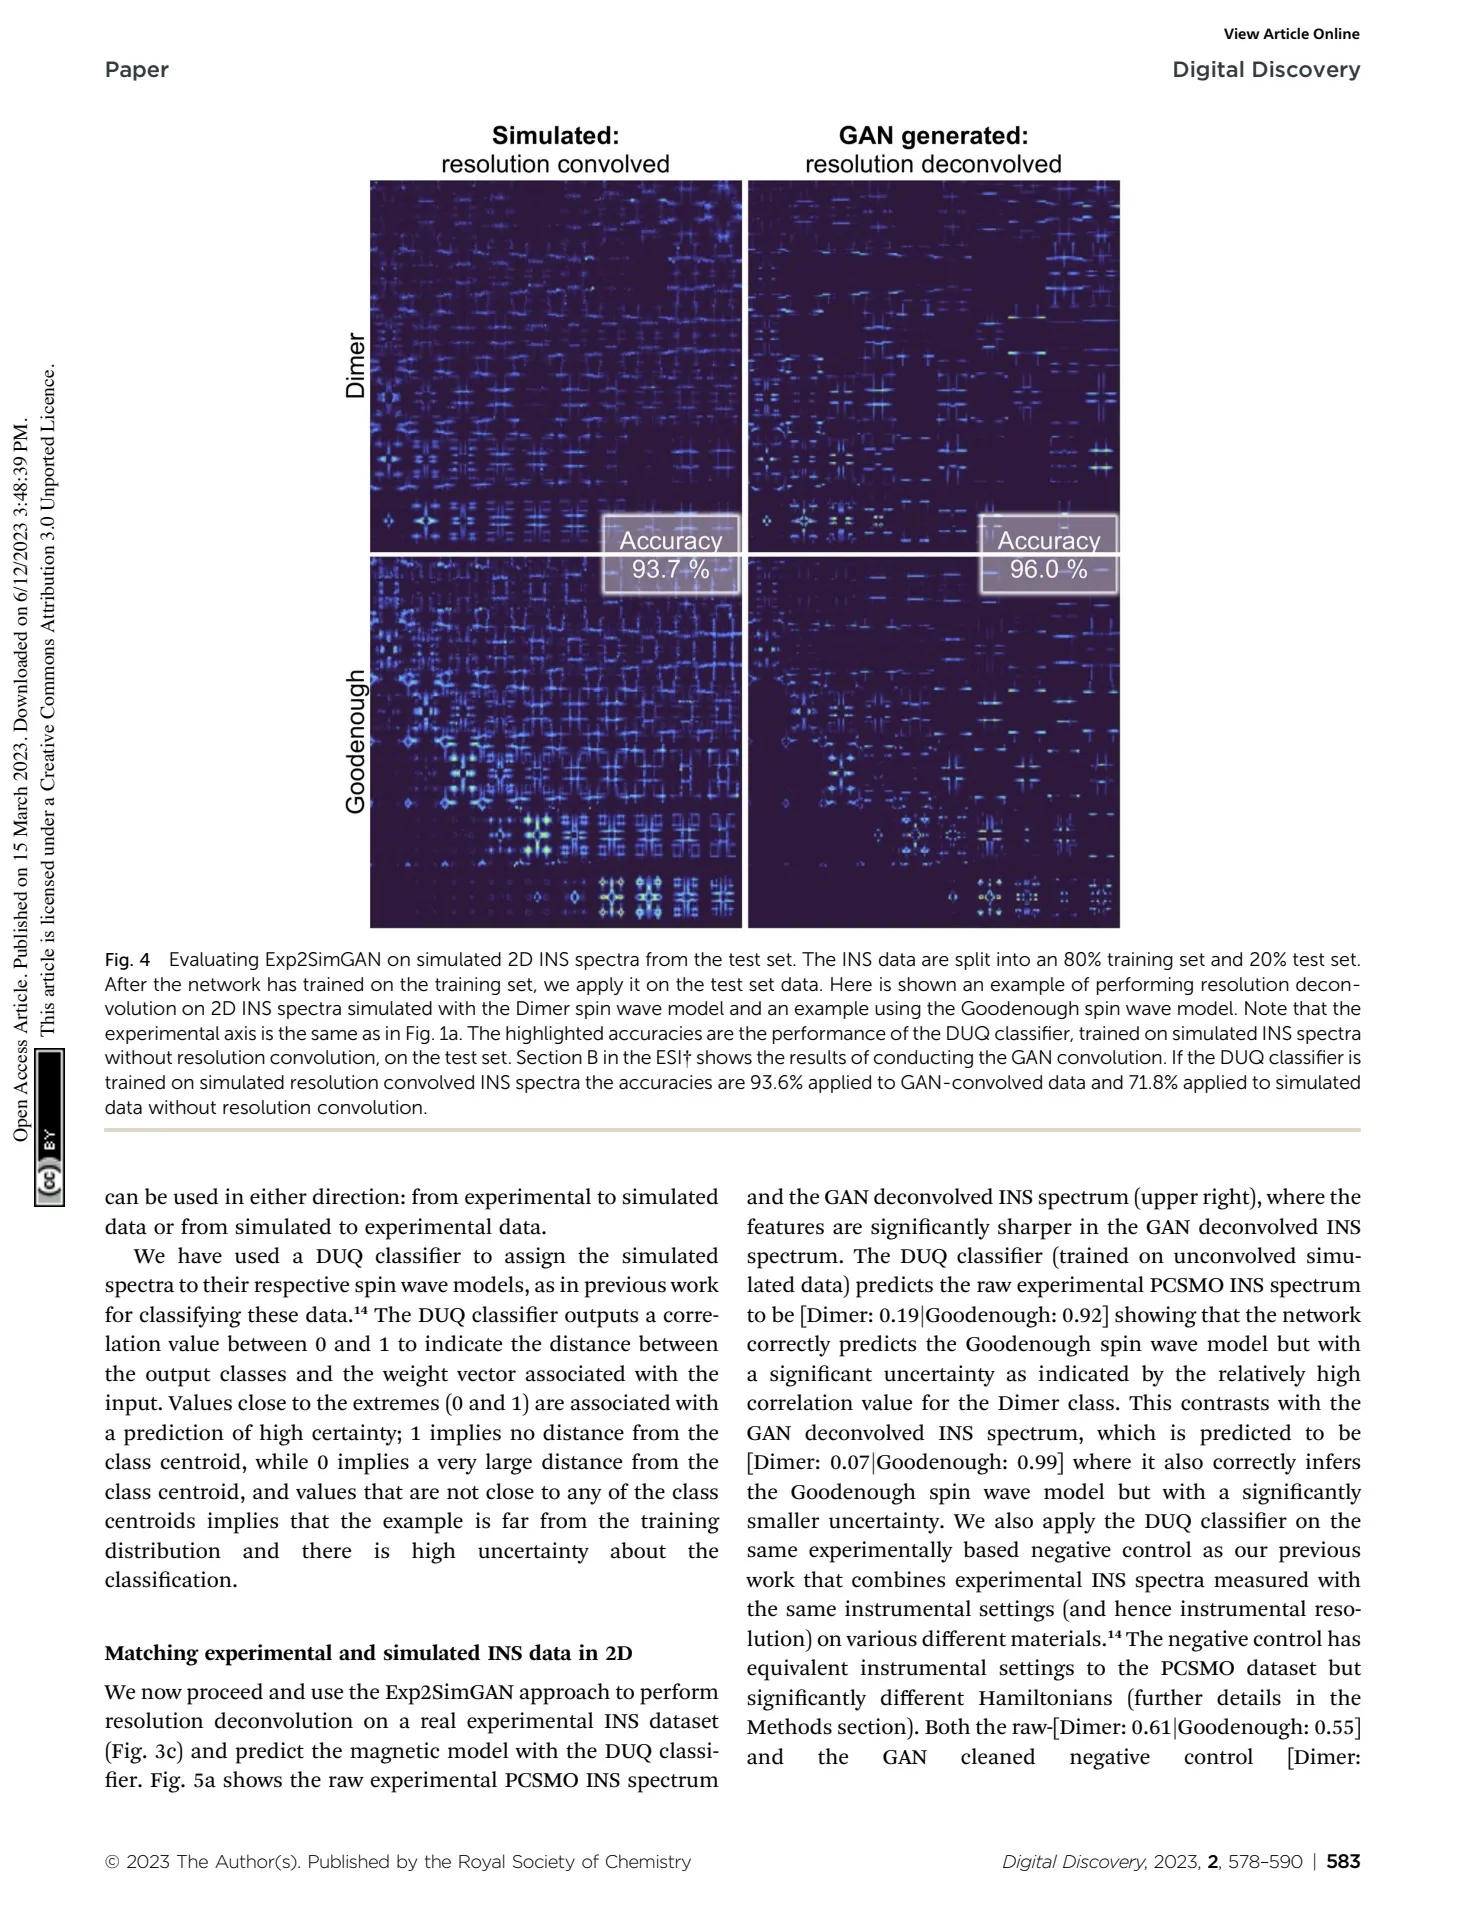 View Article Online
Paper
Digital Discovery
Simulated:
resolution convolved
GAN generated:
resolution deconvolved
Dimer
Goodenough
Accuracy
93.7 %
Accuracy
96.0 %
Fig. 4 Evaluating Exp2SimGAN on simulated 2D INS spectra from the test set. The INS data are split into an 80% training set and 20% test set.
After the network has trained on the training set, we apply it on the test set data. Here is shown an example of performing resolution decon-
volution on 2D INS spectra simulated with the Dimer spin wave model and an example using the Goodenough spin wave model. Note that the
experimental axis is the same as in Fig. 1a. The highlighted accuracies are the performance of the DUQ classifier, trained on simulated INS spectra
without resolution convolution, on the test set. Section B in the ESI† shows the results of conducting the GAN convolution. If the DUQ classifier is
trained on simulated resolution convolved INS spectra the accuracies are 93.6% applied to GAN-convolved data and 71.8% applied to simulated
data without resolution convolution.
can be used in either direction: from experimental to simulated
data or from simulated to experimental data.
We have used a DUQ classifier to assign the simulated
spectra to their respective spin wave models, as in previous work
for classifying these data.14 The DUQ classifier outputs a corre-
lation value between 0 and 1 to indicate the distance between
the output classes and the weight vector associated with the
input. Values close to the extremes (0 and 1) are associated with
a prediction of high certainty; 1 implies no distance from the
class centroid, while 0 implies a very large distance from the
class centroid, and values that are not close to any of the class
centroids implies that the example is far from the training
distribution and there is high uncertainty about the
classification.
Matching experimental and simulated INS data in 2D
We now proceed and use the Exp2SimGAN approach to perform
resolution deconvolution on a real experimental INS dataset
(Fig. 3c) and predict the magnetic model with the DUQ classi-
fier. Fig. 5a shows the raw experimental PCSMO INS spectrum
and the GAN deconvolved INS spectrum (upper right), where the
features are significantly sharper in the GAN deconvolved INS
spectrum. The DUQ classifier (trained on unconvolved simu-
lated data) predicts the raw experimental PCSMO INS spectrum
to be [Dimer: 0.19|Goodenough: 0.92] showing that the network
correctly predicts the Goodenough spin wave model but with
a significant uncertainty as indicated by the relatively high
correlation value for the Dimer class. This contrasts with the
GAN deconvolved INS spectrum, which is predicted to be
[Dimer: 0.07|Goodenough: 0.99] where it also correctly infers
the Goodenough spin wave model but with a significantly
smaller uncertainty. We also apply the DUQ classifier on the
same experimentally based negative control as our previous
work that combines experimental INS spectra measured with
the same instrumental settings (and hence instrumental reso-
lution) on various different materials.14 The negative control has
equivalent instrumental settings to the PCSMO dataset but
significantly different Hamiltonians (further details in the
Methods section). Both the raw-[Dimer: 0.61|Goodenough: 0.55]
and the GAN cleaned negative control [Dimer:
© 2023 The Author(s). Published by the Royal Society of Chemistry
Digital Discovery, 2023, 2, 578–590 | 583
Open Access Article. Published on 15 March 2023. Downloaded on 6/12/2023 3:48:39 PM.
This article is licensed under a Creative Commons Attribution 3.0 Unported Licence.
(cc) BY